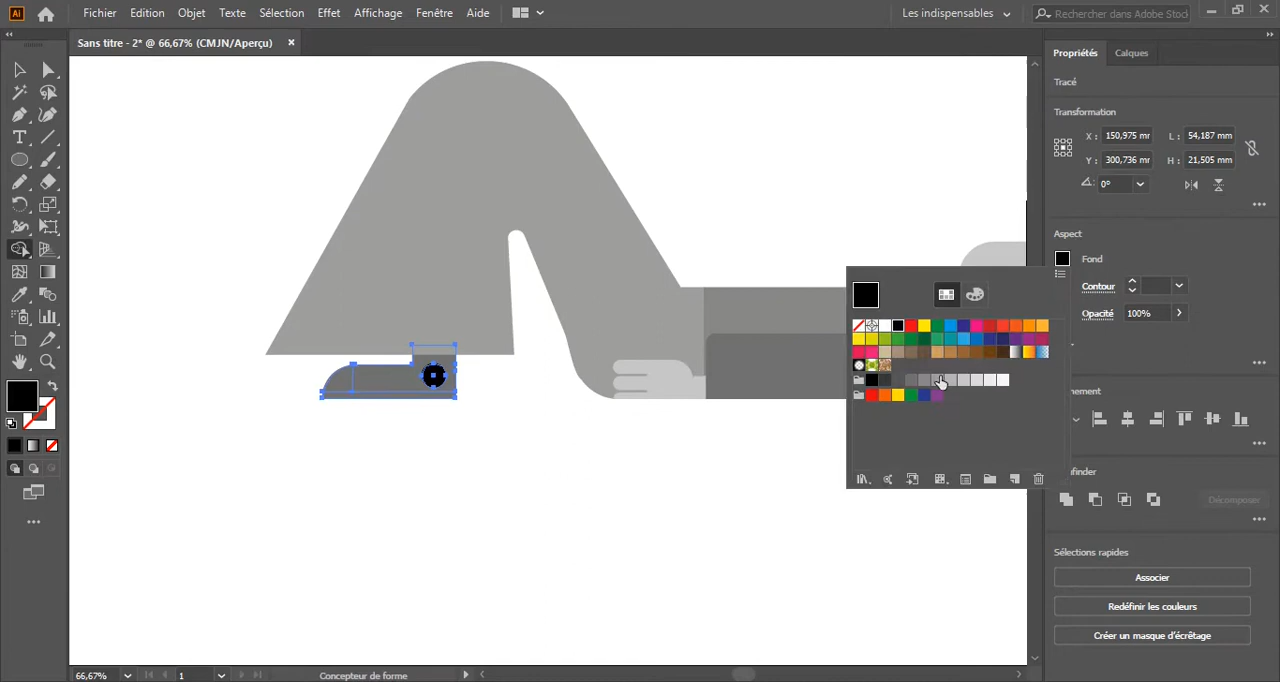 Ai Fichier Edition Objet Texte Sélection Effet Affichage Fenêtre Aide Les indispensables Rechercher dans Adobe Stock
Sans titre - 2* @ 66,67% (CMJN/Aperçu) ×
Propriétés Calques
Tracé
Transformation
X : 150,975 mr L : 54,187 mm
Y : 300,736 mr H : 21,505 mm
0°
Aspect
Fond
Contour
Opacité 100%
nement
finder
Décomposer
Sélections rapides
Associer
Redéfinir les couleurs
Créer un masque d'écrêtage
66,67% 1 Concepteur de forme